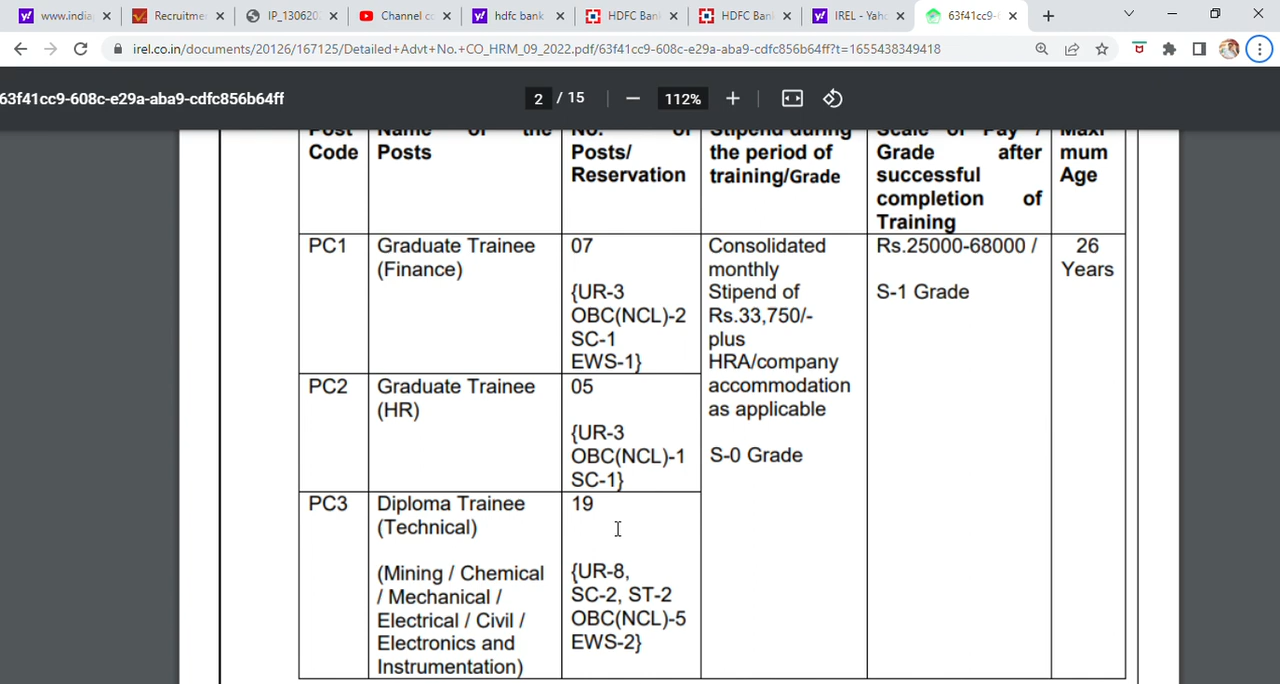 www.india
Recruitme
IP_13062
Channel c
hdfc bank
HDFC Ban
HDFC Ban
IREL - Yah
63f41cc9-
irel.co.in/documents/20126/167125/Detailed+Advt+No.+CO_HRM_09_2022.pdf/63f41cc9-608c-e29a-aba9-cdfc856b64ff?t=1655438349418
63f41cc9-608c-e29a-aba9-cdfc856b64ff
2 / 15
112%
Post Code
Name of the Posts
No. of Posts/ Reservation
Stipend during the period of training/Grade
Scale of Pay / Grade after successful completion of Training
Maxi mum Age
PC1
Graduate Trainee
(Finance)
07
{UR-3
OBC(NCL)-2
SC-1
EWS-1}
Consolidated
monthly
Stipend of
Rs.33,750/-
plus
HRA/company
accommodation
as applicable
S-0 Grade
Rs.25000-68000 /
S-1 Grade
26
Years
PC2
Graduate Trainee
(HR)
05
{UR-3
OBC(NCL)-1
SC-1}
PC3
Diploma Trainee
(Technical)
(Mining / Chemical
/ Mechanical /
Electrical / Civil /
Electronics and
Instrumentation)
19
{UR-8,
SC-2, ST-2
OBC(NCL)-5
EWS-2}